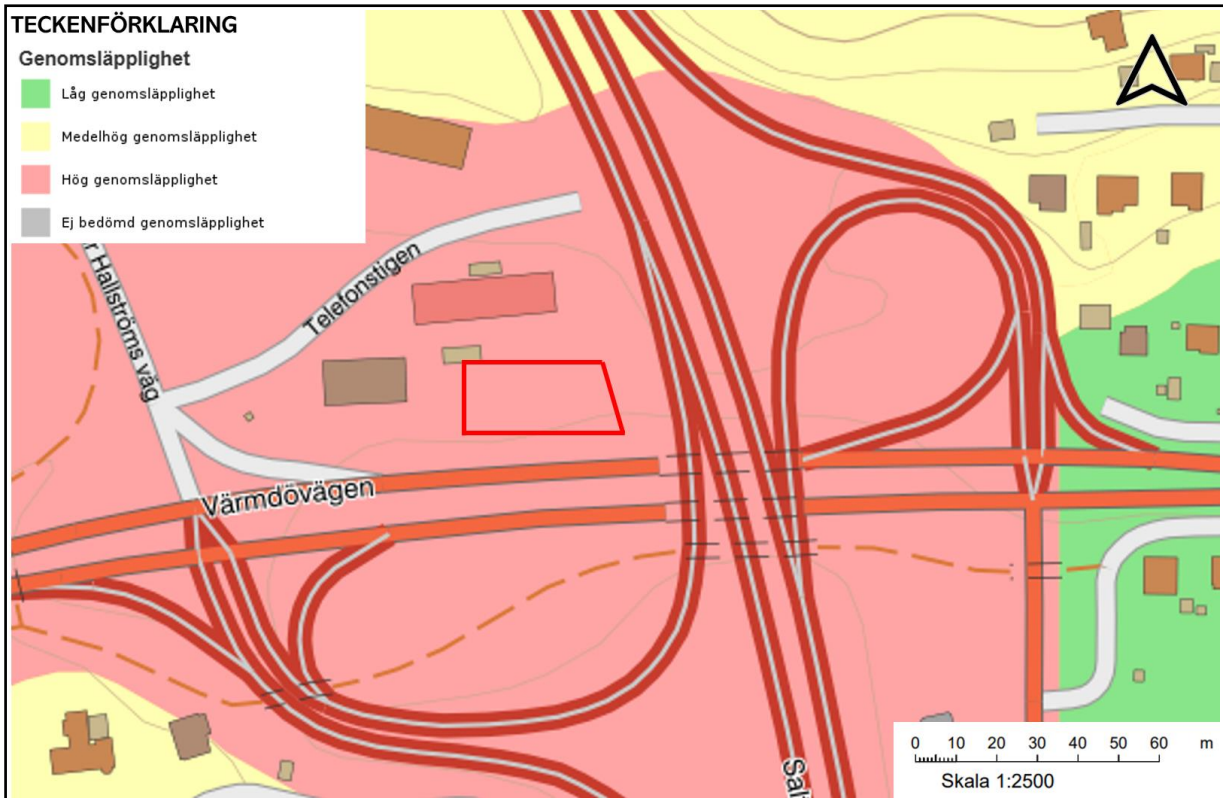 TECKENFÖRKLARING
Genomsläpplighet
Låg genomsläpplighet
Medelhög genomsläpplighet
Hög genomsläpplighet
Ej bedömd genomsläpplighet
r Hallströms väg
Telefonstigen
Värmdövägen
Sal
0 10 20 30 40 50 60 m
Skala 1:2500